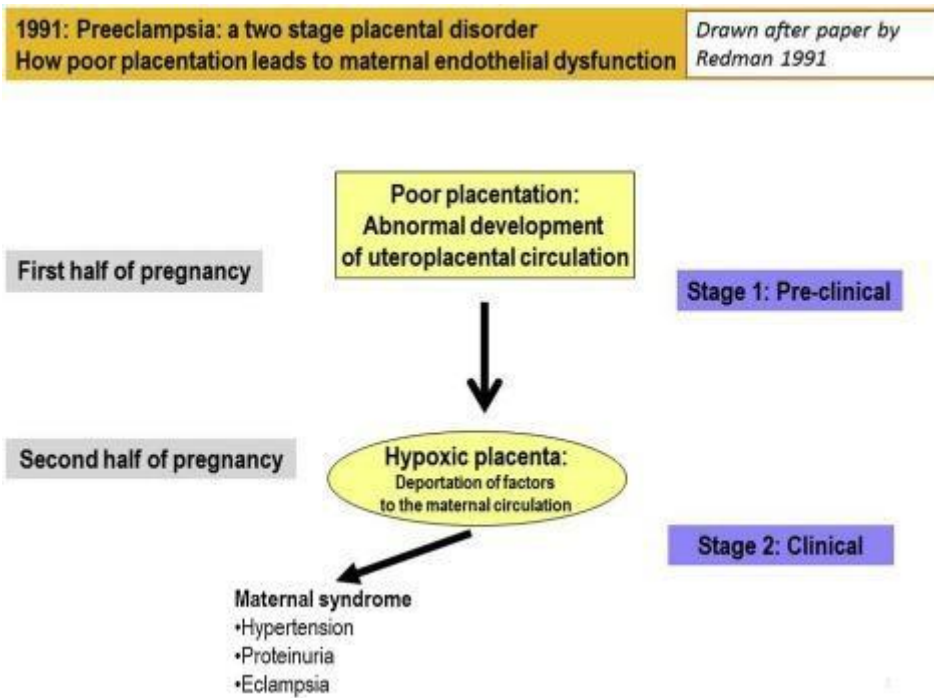 1991: Preeclampsia: a two stage placental disorder
How poor placentation leads to maternal endothelial dysfunction
Drawn after paper by
Redman 1991
Poor placentation:
Abnormal development
of uteroplacental circulation
First half of pregnancy
Stage 1: Pre-clinical
Second half of pregnancy
Hypoxic placenta:
Deportation of factors
to the maternal circulation
Stage 2: Clinical
Maternal syndrome
•Hypertension
•Proteinuria
•Eclampsia